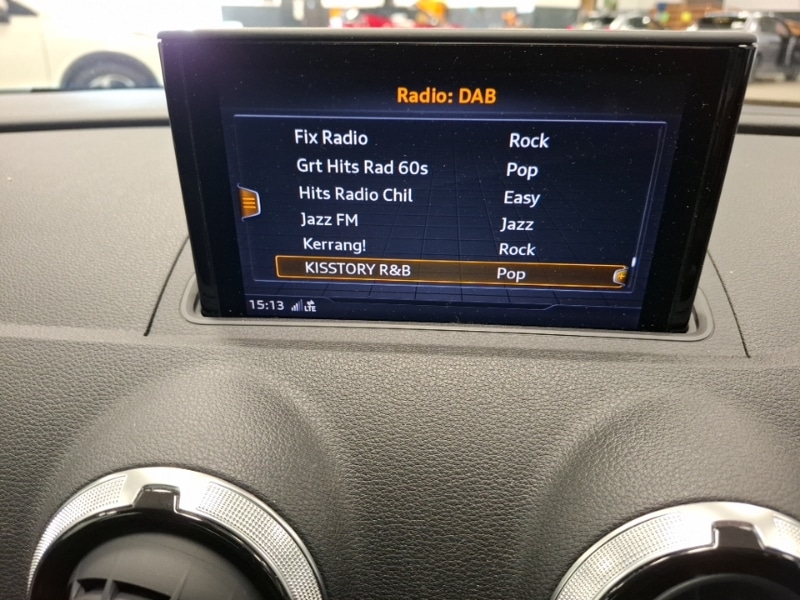 Radio: DAB
Fix Radio Rock
Grt Hits Rad 60s Pop
Hits Radio Chil Easy
Jazz FM Jazz
Kerrang! Rock
KISSTORY R&B Pop
15:13 LTE